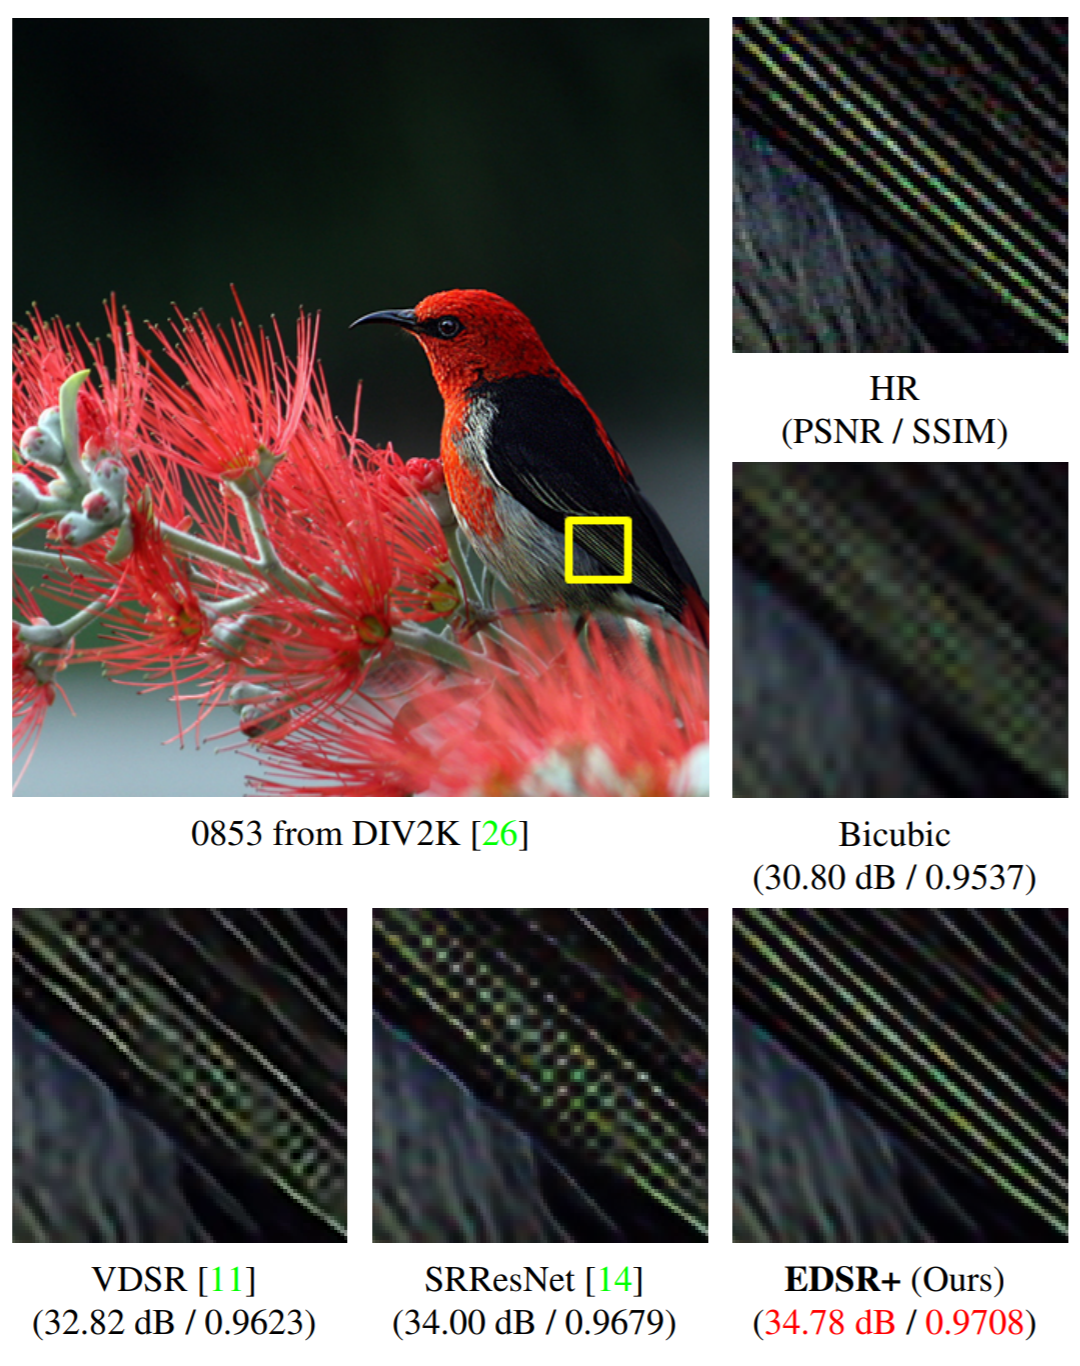 HR
(PSNR / SSIM)
0853 from DIV2K [26]
Bicubic
(30.80 dB / 0.9537)
VDSR [11]
(32.82 dB / 0.9623)
SRResNet [14]
(34.00 dB / 0.9679)
EDSR+ (Ours)
(34.78 dB / 0.9708)